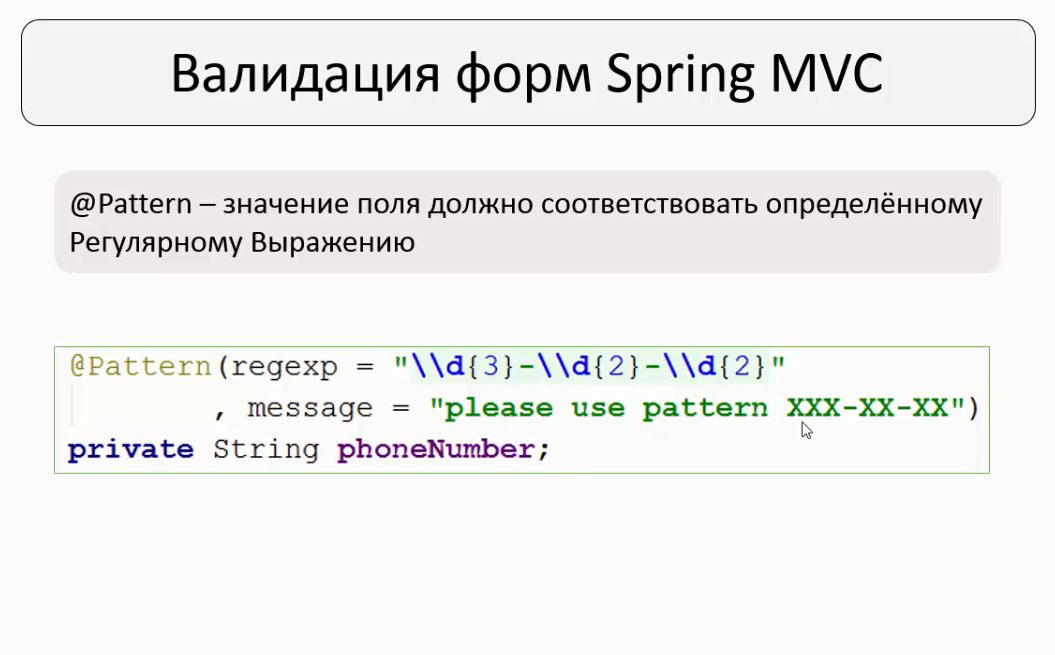 Валидация форм Spring MVC
@Pattern – значение поля должно соответствовать определённому
Регулярному Выражению
@Pattern(regexp = "\\d{3}-\\d{2}-\\d{2}"
, message = "please use pattern XXX-XX-XX")
private String phoneNumber;